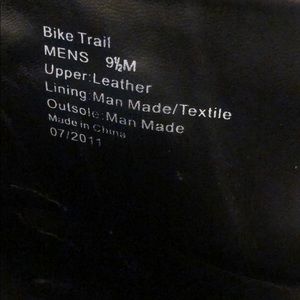 Bike Trail
MENS 9½M
Upper:Leather
Lining:Man Made/Textile
Outsole:Man Made
Made in China
07/2011